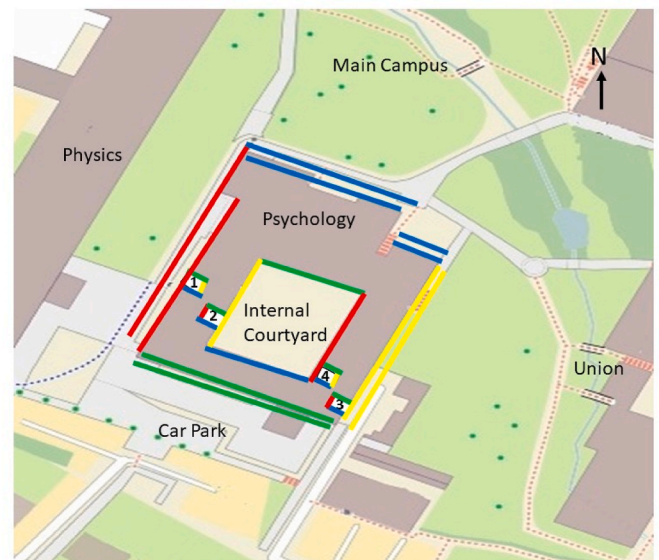 N
Main Campus
Physics
Psychology
1
2
Internal
Courtyard
4
3
Union
Car Park